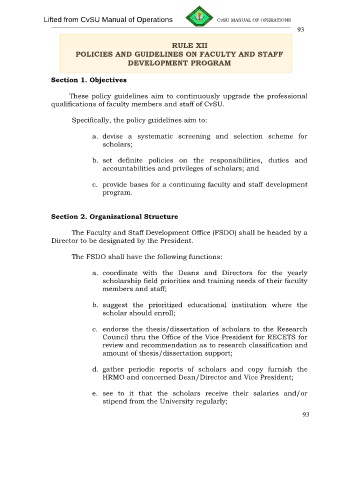 Lifted from CvSU Manual of Operations
CvSU MANUAL OF OPERATIONS
93
RULE XII
POLICIES AND GUIDELINES ON FACULTY AND STAFF
DEVELOPMENT PROGRAM
Section 1. Objectives
These policy guidelines aim to continuously upgrade the professional
qualifications of faculty members and staff of CvSU.
Specifically, the policy guidelines aim to:
a. devise a systematic screening and selection scheme for
scholars;
b. set definite policies on the responsibilities, duties and
accountabilities and privileges of scholars; and
c. provide bases for a continuing faculty and staff development
program.
Section 2. Organizational Structure
The Faculty and Staff Development Office (FSDO) shall be headed by a
Director to be designated by the President.
The FSDO shall have the following functions:
a. coordinate with the Deans and Directors for the yearly
scholarship field priorities and training needs of their faculty
members and staff;
b. suggest the prioritized educational institution where the
scholar should enroll;
c. endorse the thesis/dissertation of scholars to the Research
Council thru the Office of the Vice President for RECETS for
review and recommendation as to research classification and
amount of thesis/dissertation support;
d. gather periodic reports of scholars and copy furnish the
HRMO and concerned Dean/Director and Vice President;
e. see to it that the scholars receive their salaries and/or
stipend from the University regularly;
93